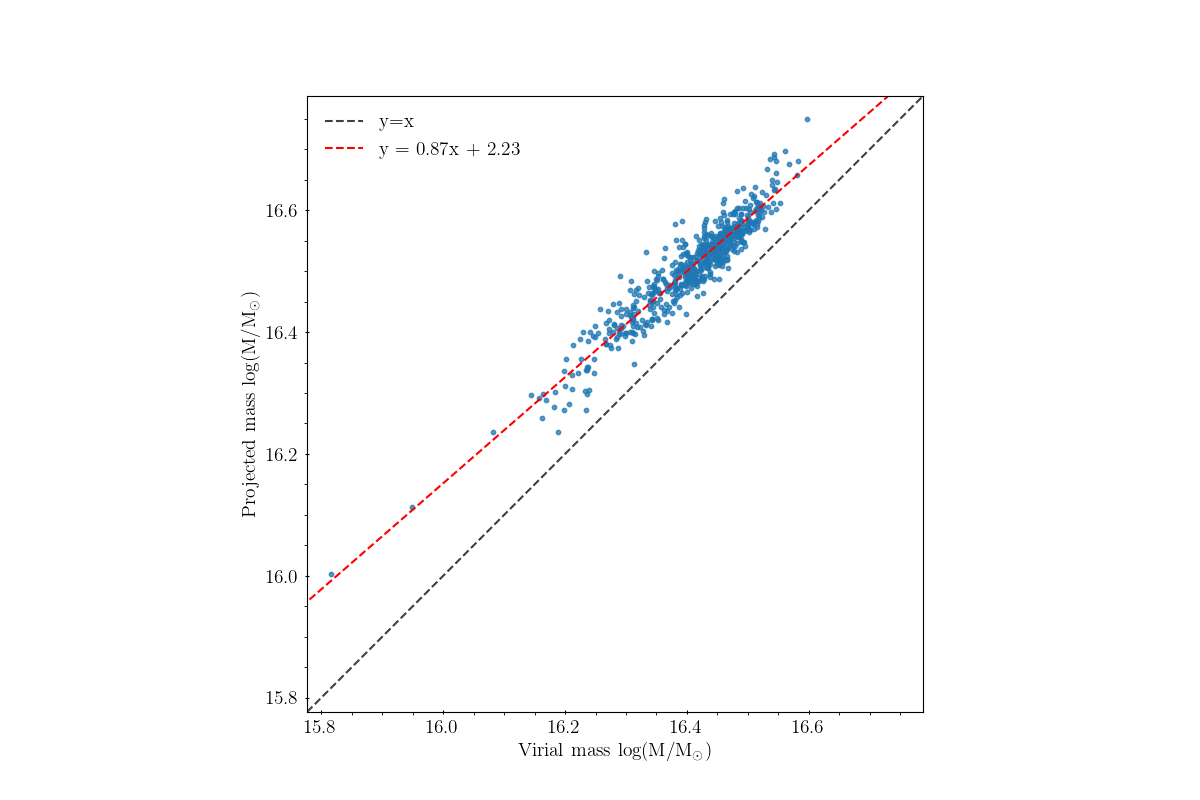 y=x
y = 0.87x + 2.23
16.6
16.4
16.2
16.0
15.8
Projected mass log(M/M☉)
15.8 16.0 16.2 16.4 16.6
Virial mass log(M/M☉)